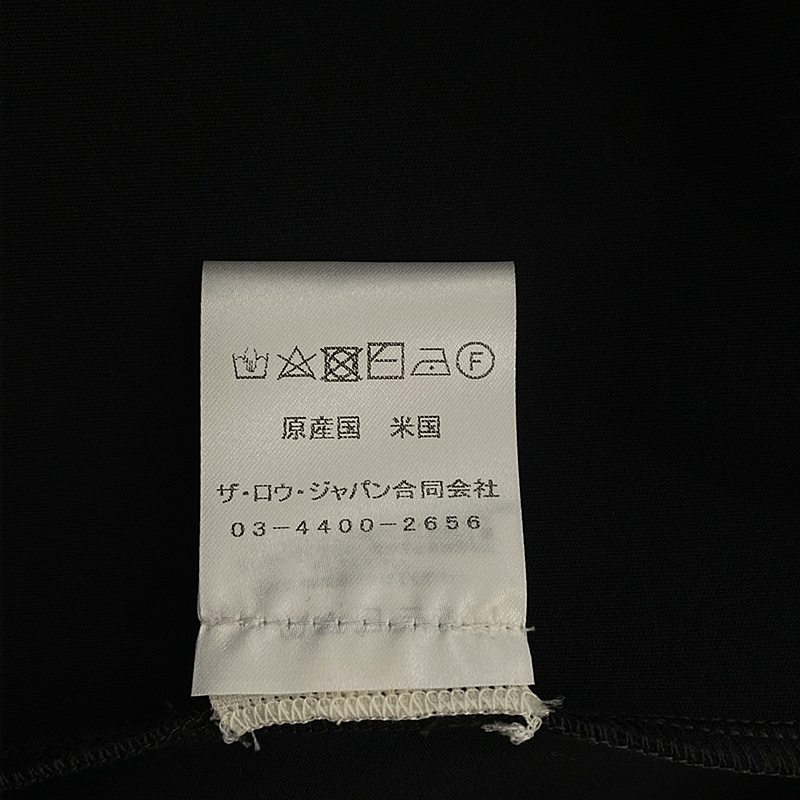 F
原産国 米国
ザ・ロウ・ジャパン合同会社
03-4400-2656